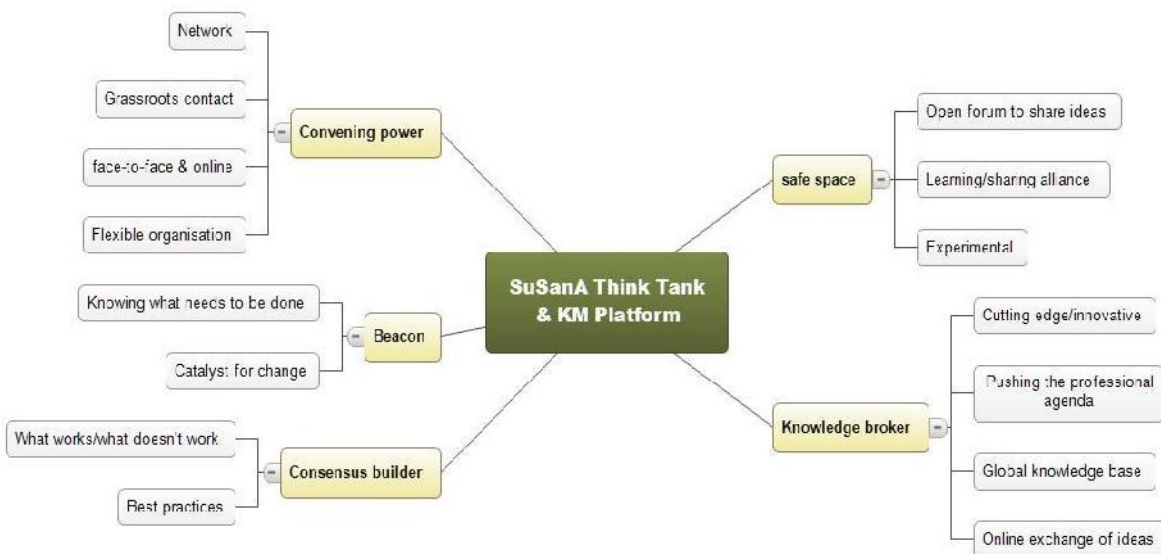 Network
Grassroots contact
face-to-face & online
Flexible organisation
Convening power
Knowing what needs to be done
Catalyst for change
Beacon
What works/what doesn't work
Best practices
Consensus builder
SuSanA Think Tank
& KM Platform
safe space
Open forum to share ideas
Learning/sharing alliance
Experimental
Knowledge broker
Cutting edge/innovative
Pushing the professional
agenda
Global knowledge base
Online exchange of ideas